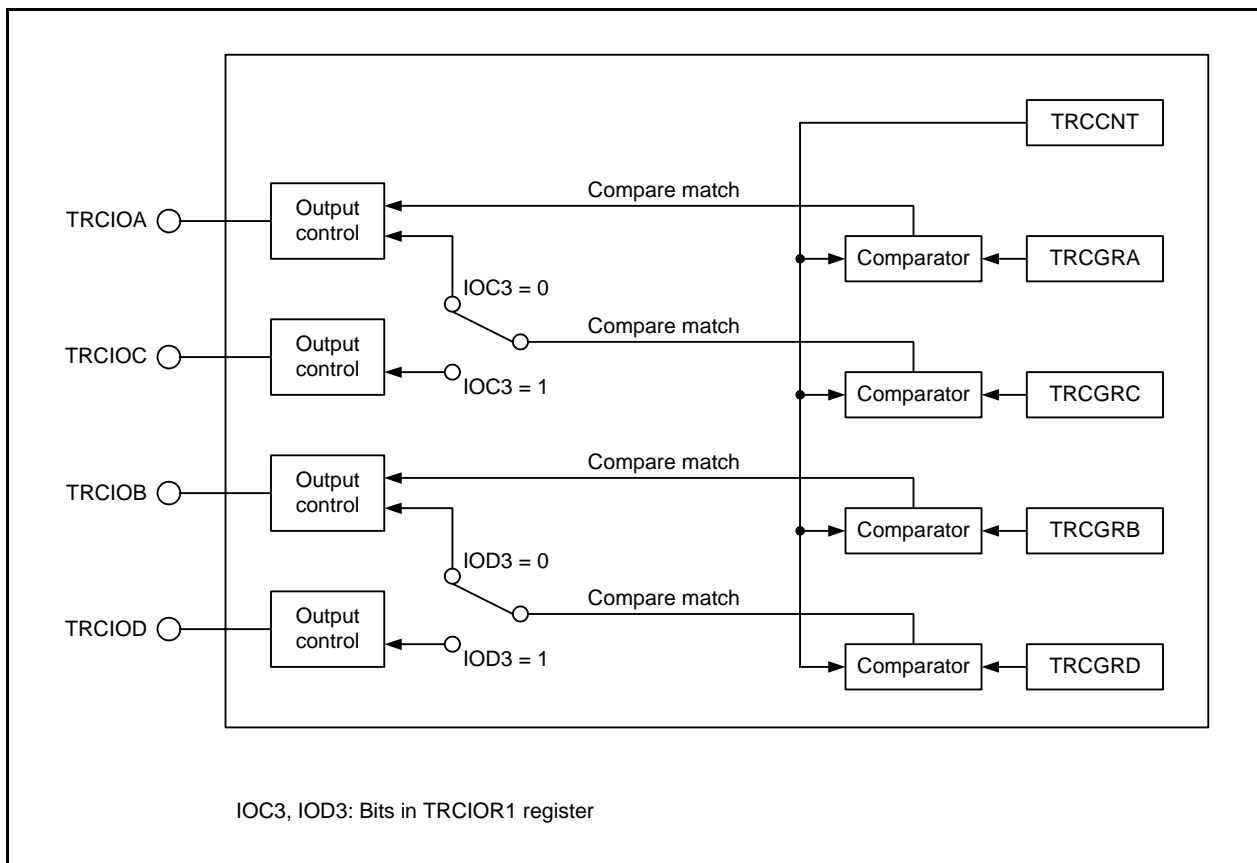 TRCCNT
Compare match
TRCIOA
Output
control
Comparator
TRCGRA
IOC3 = 0
Compare match
TRCIOC
Output
control
IOC3 = 1
Comparator
TRCGRC
Compare match
TRCIOB
Output
control
Comparator
TRCGRB
IOD3 = 0
Compare match
TRCIOD
Output
control
IOD3 = 1
Comparator
TRCGRD
IOC3, IOD3: Bits in TRCIOR1 register